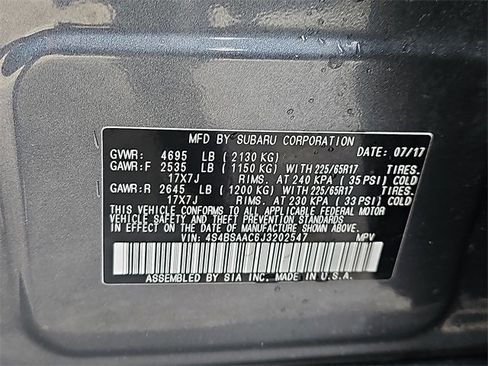 MFD BY SUBARU CORPORATION
GVWR: 4695 LB (2130 KG) DATE: 07/17
GAWR:F 2535 LB (1150 KG) WITH 225/65R17 TIRES.
17X7J RIMS. AT 240 KPA (35 PSI) COLD
GAWR:R 2645 LB (1200 KG) WITH 225/65R17 TIRES.
17X7J RIMS. AT 230 KPA (33 PSI) COLD
THIS VEHICLE CONFORMS TO ALL APPLICABLE FEDERAL MOTOR
VEHICLE SAFETY AND THEFT PREVENTION STANDARDS
IN EFFECT ON THE DATE OF MANUFACTURE SHOWN ABOVE.
VIN: 4S4BSAAC6J3202547 MPV
ASSEMBLED BY SIA INC. MADE IN U.S.A.